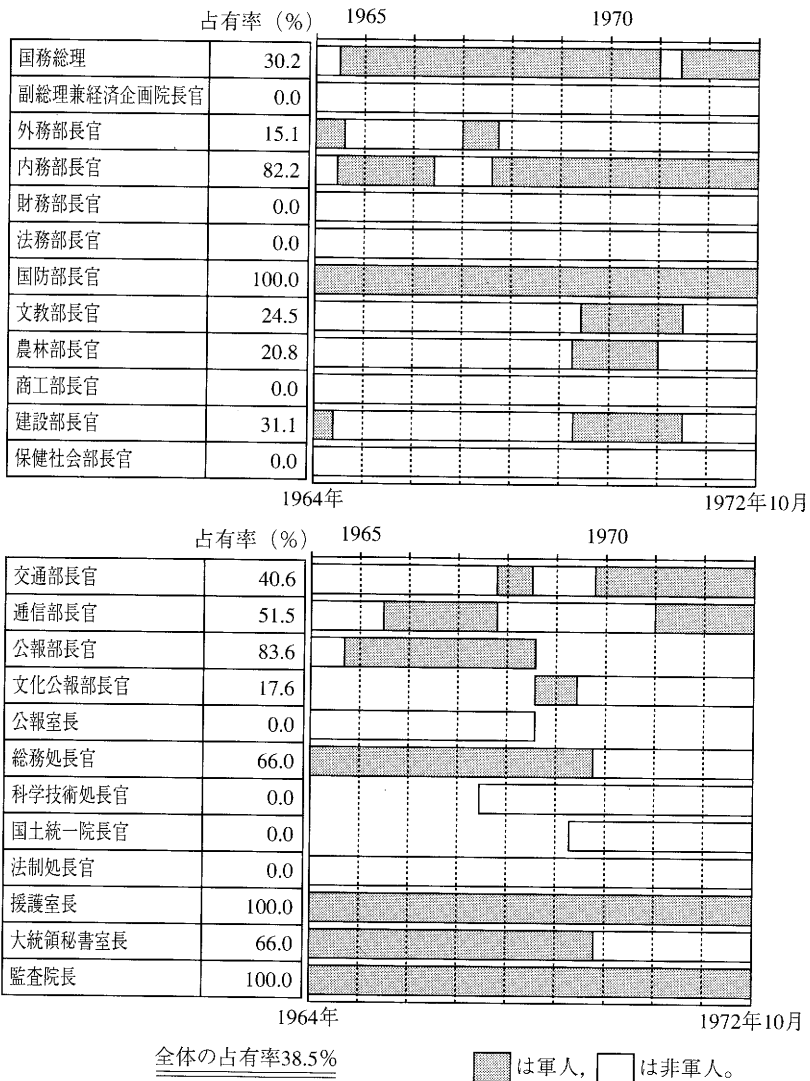 占有率（%） 1965 1970
国務総理 30.2
副総理兼経済企画院長官 0.0
外務部長官 15.1
内務部長官 82.2
財務部長官 0.0
法務部長官 0.0
国防部長官 100.0
文教部長官 24.5
農林部長官 20.8
商工部長官 0.0
建設部長官 31.1
保健社会部長官 0.0
1964年 1972年10月
占有率（%） 1965 1970
交通部長官 40.6
逓信部長官 51.5
公報部長官 83.6
文化公報部長官 17.6
公報室長 0.0
総務処長官 66.0
科学技術処長官 0.0
国土統一院長官 0.0
法制処長官 0.0
援護室長 100.0
大統領秘書室長 66.0
監査院長 100.0
1964年 1972年10月
全体の占有率38.5% は軍人， は非軍人。